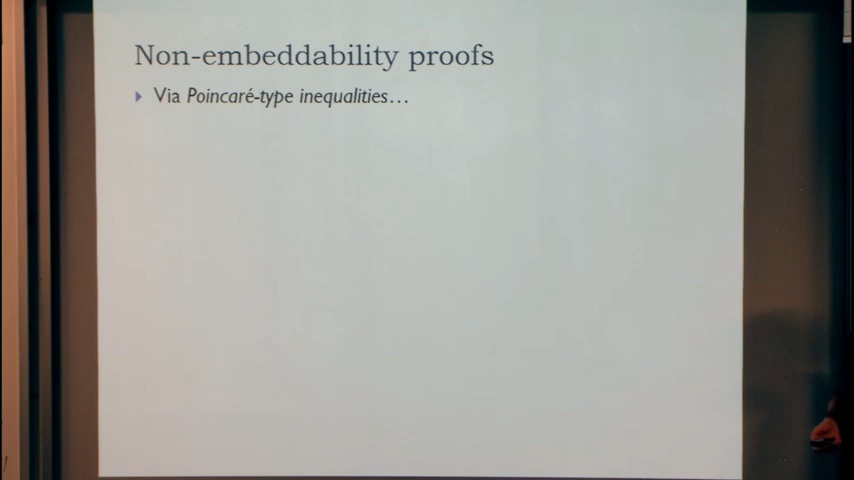 Non-embeddability proofs
Via Poincaré-type inequalities…